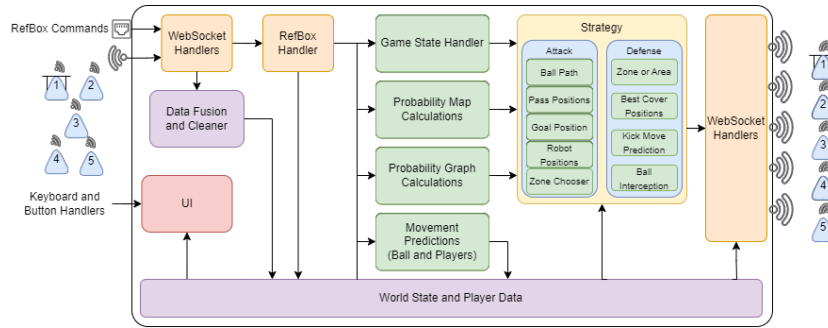 RefBox Commands
1
2
3
4
5
Keyboard and
Button Handlers
WebSocket
Handlers
RefBox
Handler
Data Fusion
and Cleaner
UI
Game State Handler
Probability Map
Calculations
Probability Graph
Calculations
Movement
Predictions
(Ball and Players)
Strategy
Attack
Ball Path
Pass Positions
Goal Position
Robot
Positions
Zone Chooser
Defense
Zone or Area
Best Cover
Positions
Kick Move
Prediction
Ball
Interception
WebSocket
Handlers
World State and Player Data
1
2
3
4
5